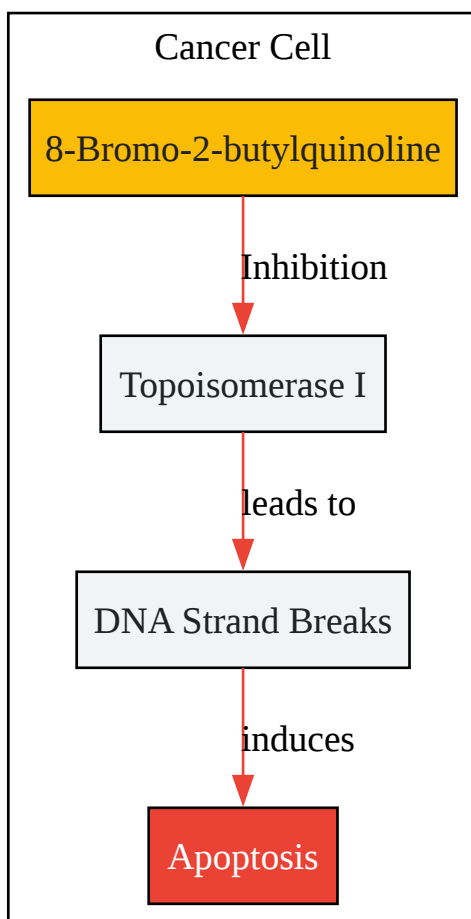 Cancer Cell
8-Bromo-2-butylquinoline
Inhibition
Topoisomerase I
leads to
DNA Strand Breaks
induces
Apoptosis